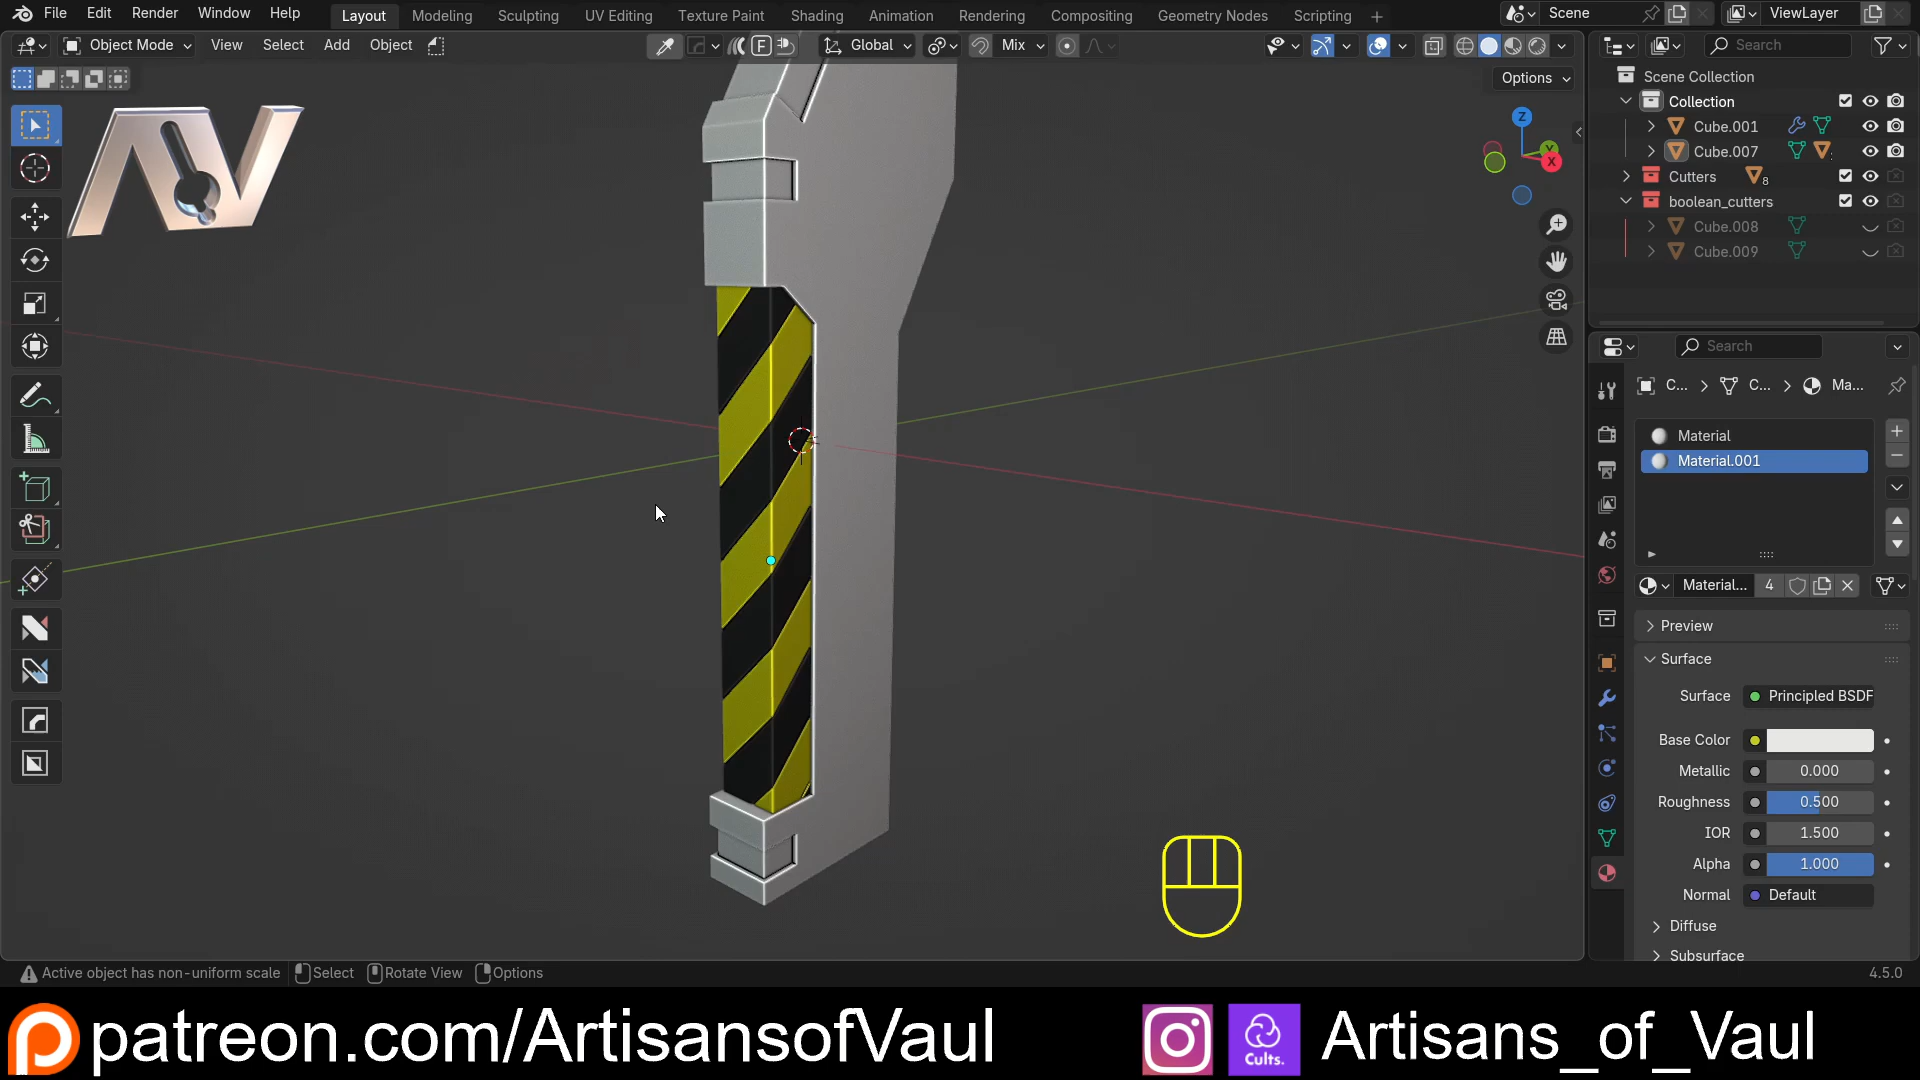 File Edit Render Window Help Layout Modeling Sculpting UV Editing Texture Paint Shading Animation Rendering Compositing Geometry Nodes Scripting + Scene ViewLayer
Object Mode View Select Add Object F Global Mix Search
Options
Scene Collection
Collection
Cube.001
Cube.007
Cutters 8
boolean_cutters
Cube.008
Cube.009
Z
Y
X
AV
Search
C... C... Ma...
Material
Material.001
Material... 4
Preview
Surface
Surface Principled BSDF
Base Color
Metallic 0.000
Roughness 0.500
IOR 1.500
Alpha 1.000
Normal Default
Diffuse
Subsurface
Active object has non-uniform scale Select Rotate View Options 4.5.0
patreon.com/ArtisansofVaul Cults. Artisans_of_Vaul